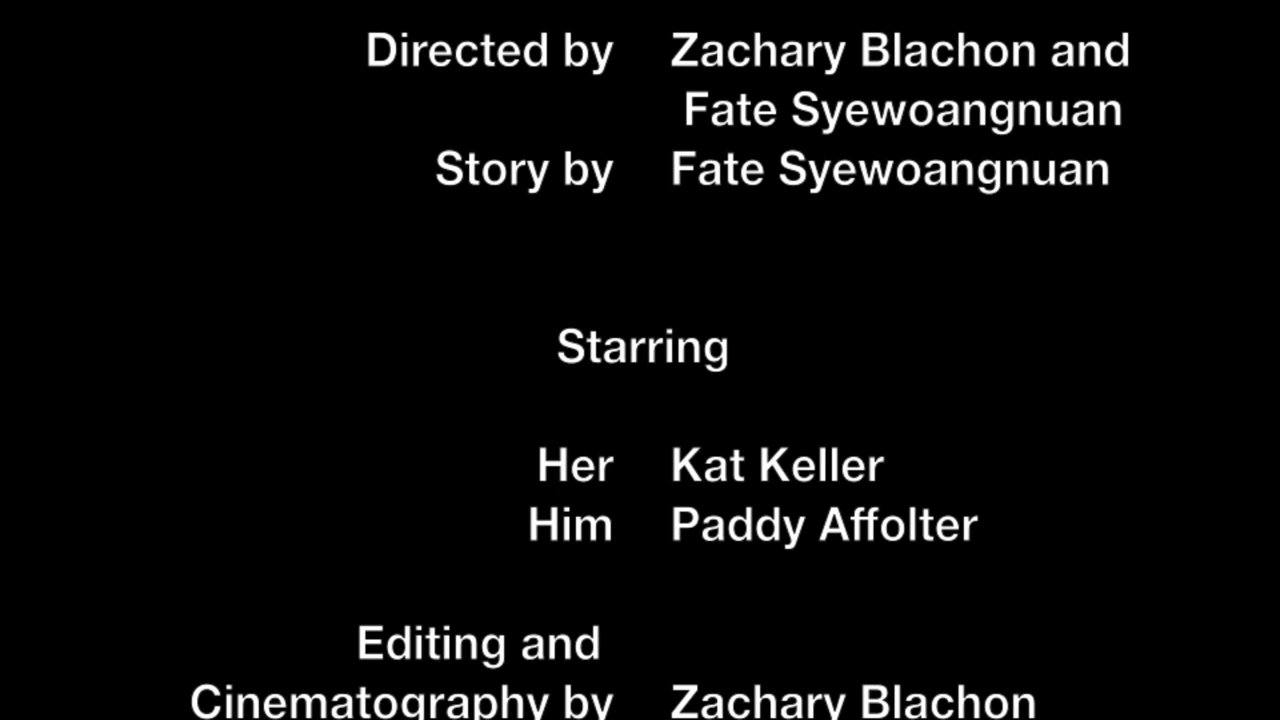 Directed by Zachary Blachon and
Fate Syewoangnuan
Story by Fate Syewoangnuan
Starring
Her Kat Keller
Him Paddy Affolter
Editing and
Cinematography by Zachary Blachon